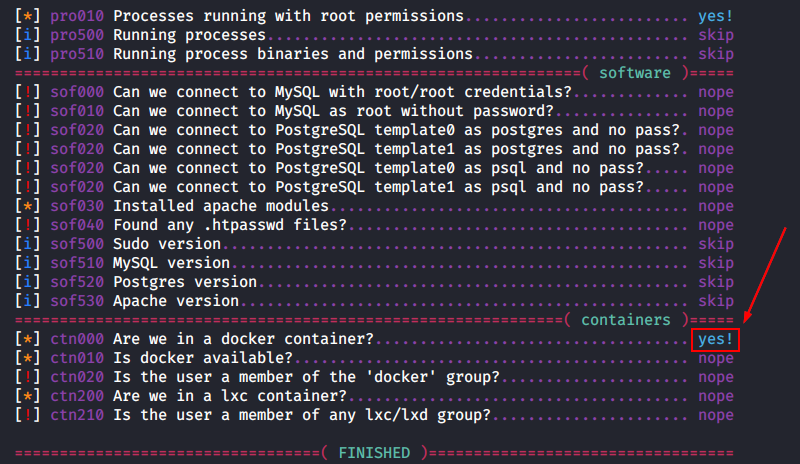 [*] pro010 Processes running with root permissions......................... yes!
[i] pro500 Running processes............................................... skip
[i] pro510 Running process binaries and permissions........................ skip
===============================================================( software )=====
[!] sof000 Can we connect to MySQL with root/root credentials?............. nope
[!] sof010 Can we connect to MySQL as root without password?............... nope
[!] sof020 Can we connect to PostgreSQL template0 as postgres and no pass?. nope
[!] sof020 Can we connect to PostgreSQL template1 as postgres and no pass?. nope
[!] sof020 Can we connect to PostgreSQL template0 as psql and no pass?..... nope
[!] sof020 Can we connect to PostgreSQL template1 as psql and no pass?..... nope
[*] sof030 Installed apache modules........................................ nope
[!] sof040 Found any .htpasswd files?...................................... nope
[i] sof500 Sudo version.................................................... skip
[i] sof510 MySQL version................................................... skip
[i] sof520 Postgres version................................................ skip
[i] sof530 Apache version.................................................. skip
=============================================================( containers )=====
[*] ctn000 Are we in a docker container?................................... yes!
[*] ctn010 Is docker available?............................................ nope
[!] ctn020 Is the user a member of the 'docker' group?..................... nope
[*] ctn200 Are we in a lxc container?...................................... nope
[!] ctn210 Is the user a member of any lxc/lxd group?...................... nope
==================================( FINISHED )==================================